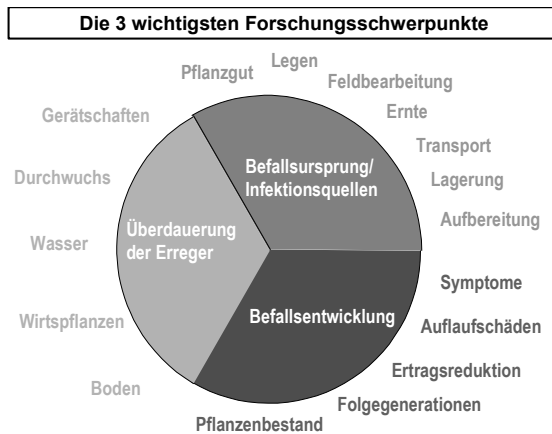 Die 3 wichtigsten Forschungsschwerpunkte
Legen
Pflanzgut
Feldbearbeitung
Gerätschaften
Ernte
Transport
Befallsursprung/
Infektionsquellen
Durchwuchs
Lagerung
Aufbereitung
Überdauerung
der Erreger
Wasser
Symptome
Befallsentwicklung
Wirtspflanzen
Auflaufschäden
Ertragsreduktion
Boden
Folgegenerationen
Pflanzenbestand